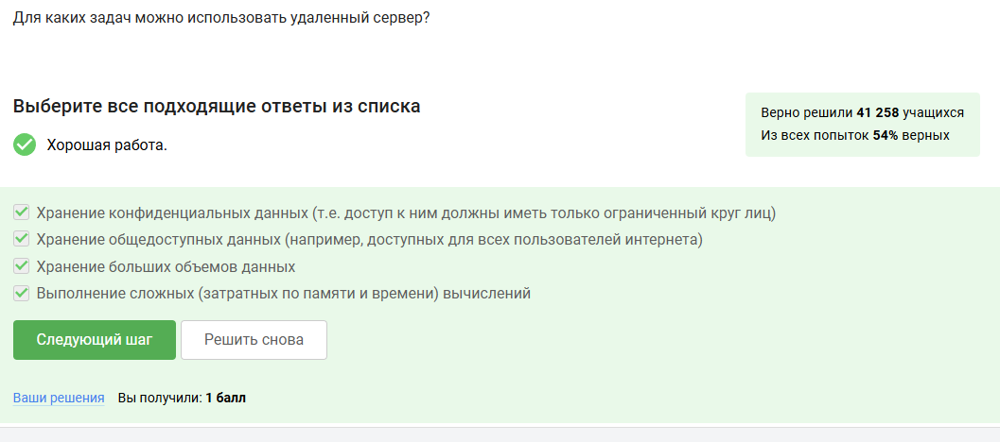 Для каких задач можно использовать удаленный сервер?
Выберите все подходящие ответы из списка
Верно решили 41 258 учащихся
Из всех попыток 54% верных
Хорошая работа.
Хранение конфиденциальных данных (т.е. доступ к ним должны иметь только ограниченный круг лиц)
Хранение общедоступных данных (например, доступных для всех пользователей интернета)
Хранение больших объемов данных
Выполнение сложных (затратных по памяти и времени) вычислений
Следующий шаг
Решить снова
Ваши решения Вы получили: 1 балл